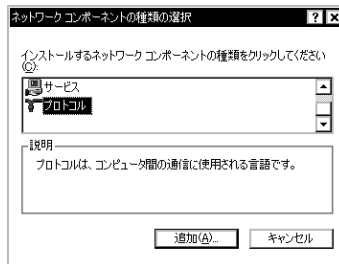 ネットワーク コンポーネントの種類の選択
インストールするネットワーク コンポーネントの種類をクリックしてください
(C):
サービス
プロトコル
説明
プロトコルは、コンピュータ間の通信に使用される言語です。
追加(A)... キャンセル